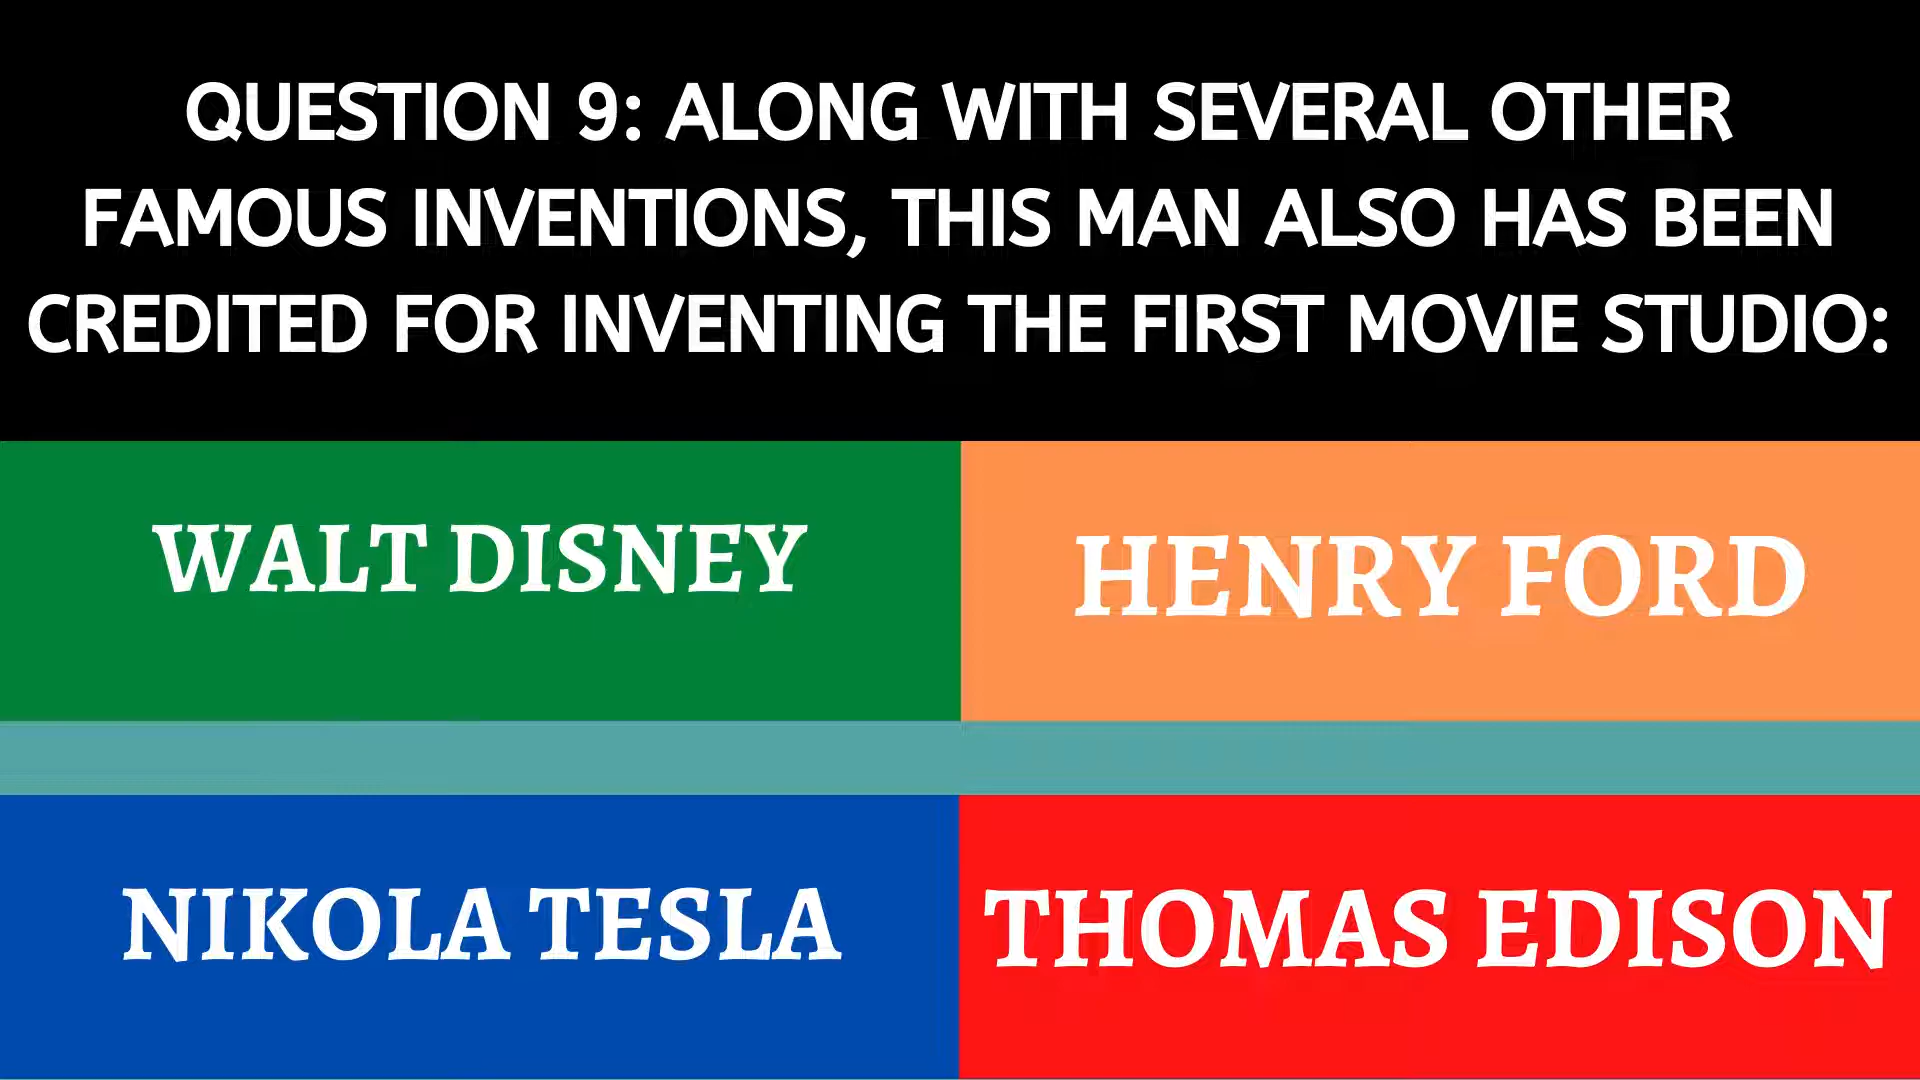 QUESTION 9: ALONG WITH SEVERAL OTHER
FAMOUS INVENTIONS, THIS MAN ALSO HAS BEEN
CREDITED FOR INVENTING THE FIRST MOVIE STUDIO:
WALT DISNEY
HENRY FORD
NIKOLA TESLA
THOMAS EDISON